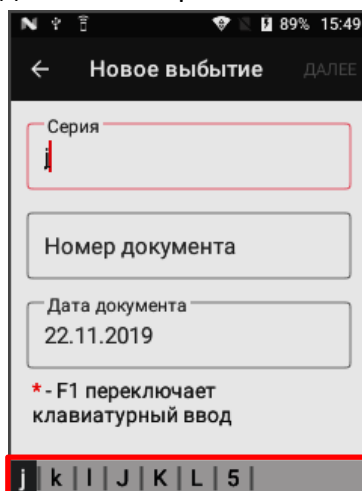 89% 15:49
← Новое выбытие ДАЛЕЕ
Серия
j
Номер документа
Дата документа
22.11.2019
* - F1 переключает
клавиатурный ввод
j | k | l | J | K | L | 5 |